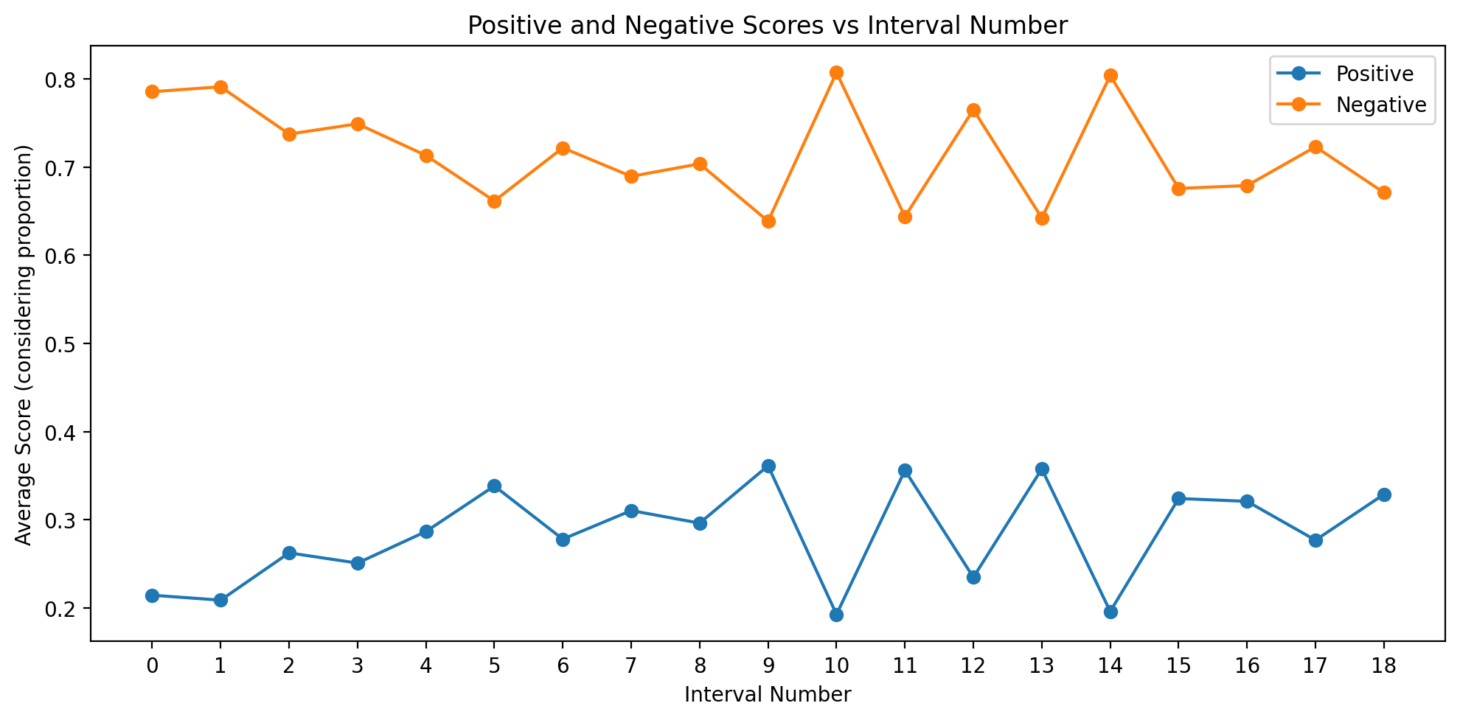 Positive and Negative Scores vs Interval Number
Positive
Negative
Average Score (considering proportion)
0.8
0.7
0.6
0.5
0.4
0.3
0.2
0 1 2 3 4 5 6 7 8 9 10 11 12 13 14 15 16 17 18
Interval Number